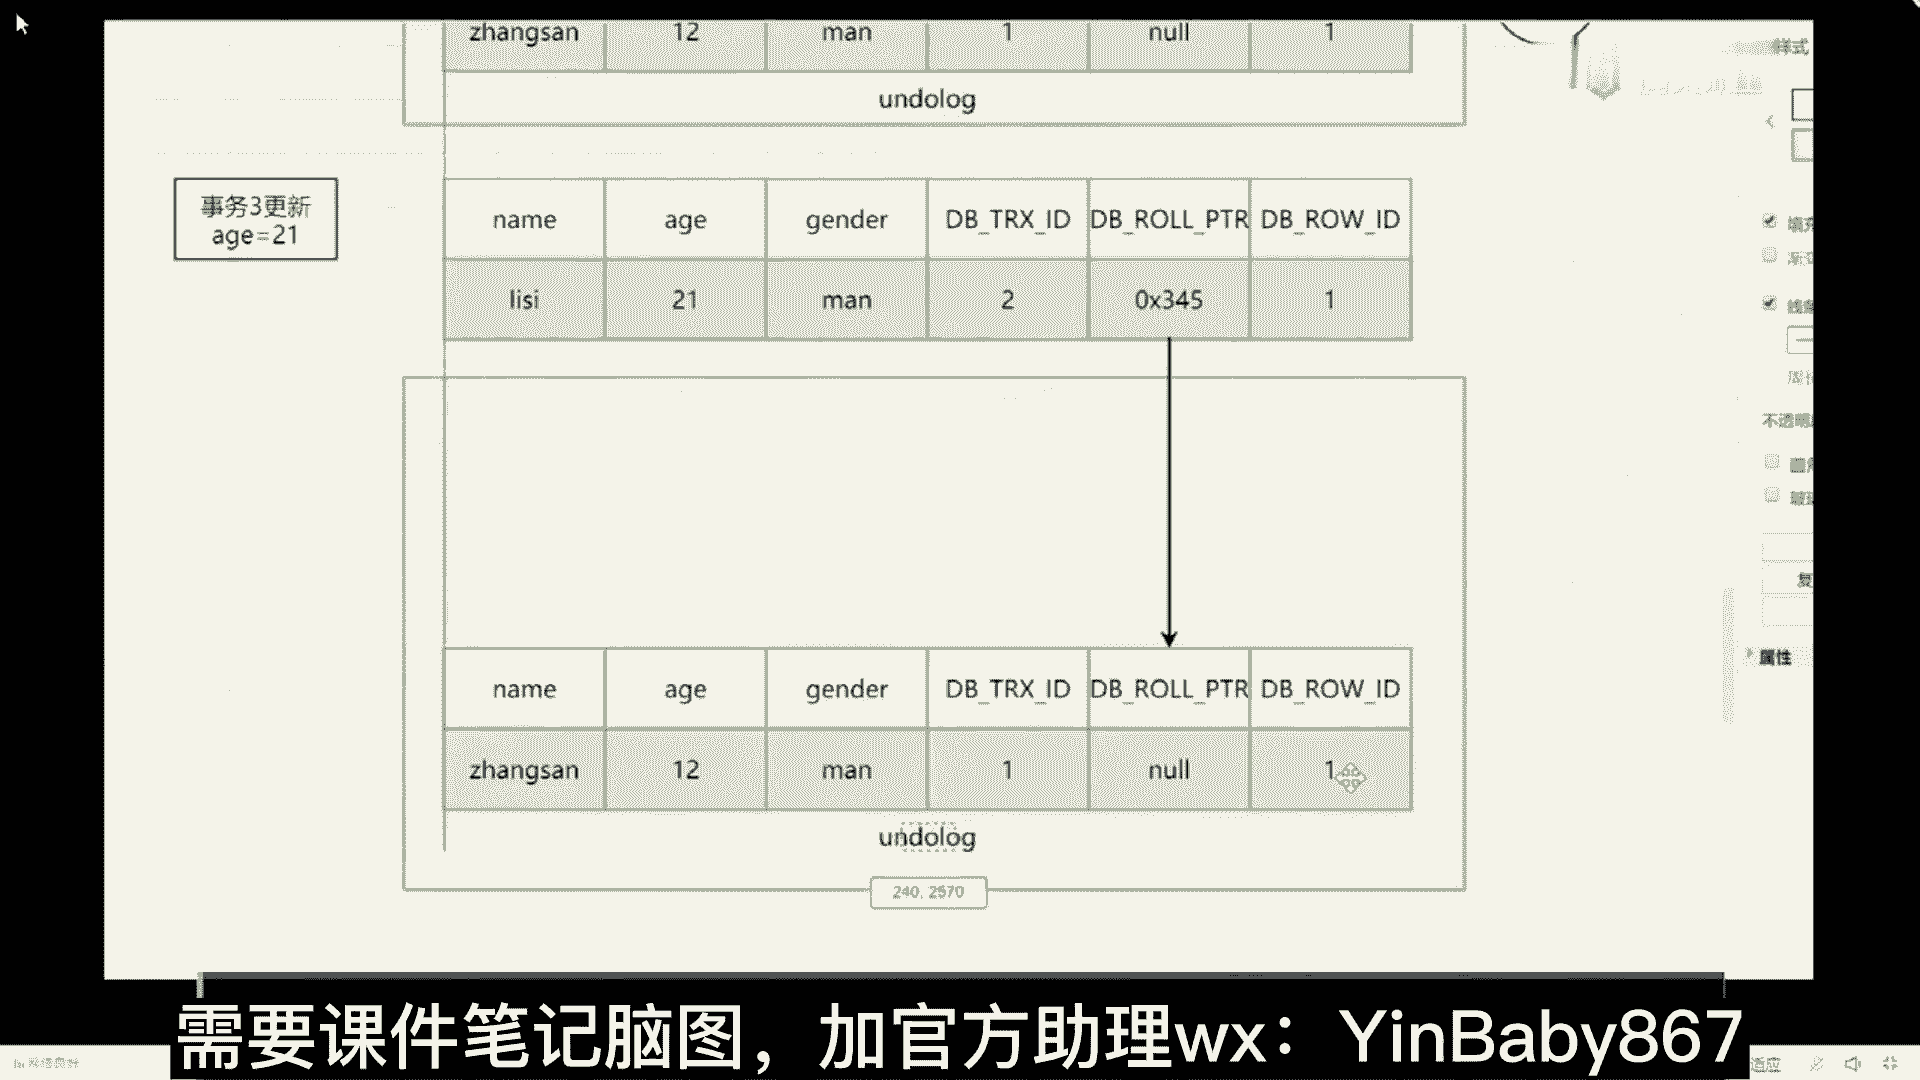 zhangsan 12 man 1 null 1
样式
undolog
事务3更新
age=21
name age gender DB_TRX_ID DB_ROLL_PTR DB_ROW_ID
lisi 21 man 2 0x345 1
name age gender DB_TRX_ID DB_ROLL_PTR DB_ROW_ID
属性
zhangsan 12 man 1 null 1
undolog
240, 2570
需要课件笔记脑图，加官方助理wx：YinBaby867
适应